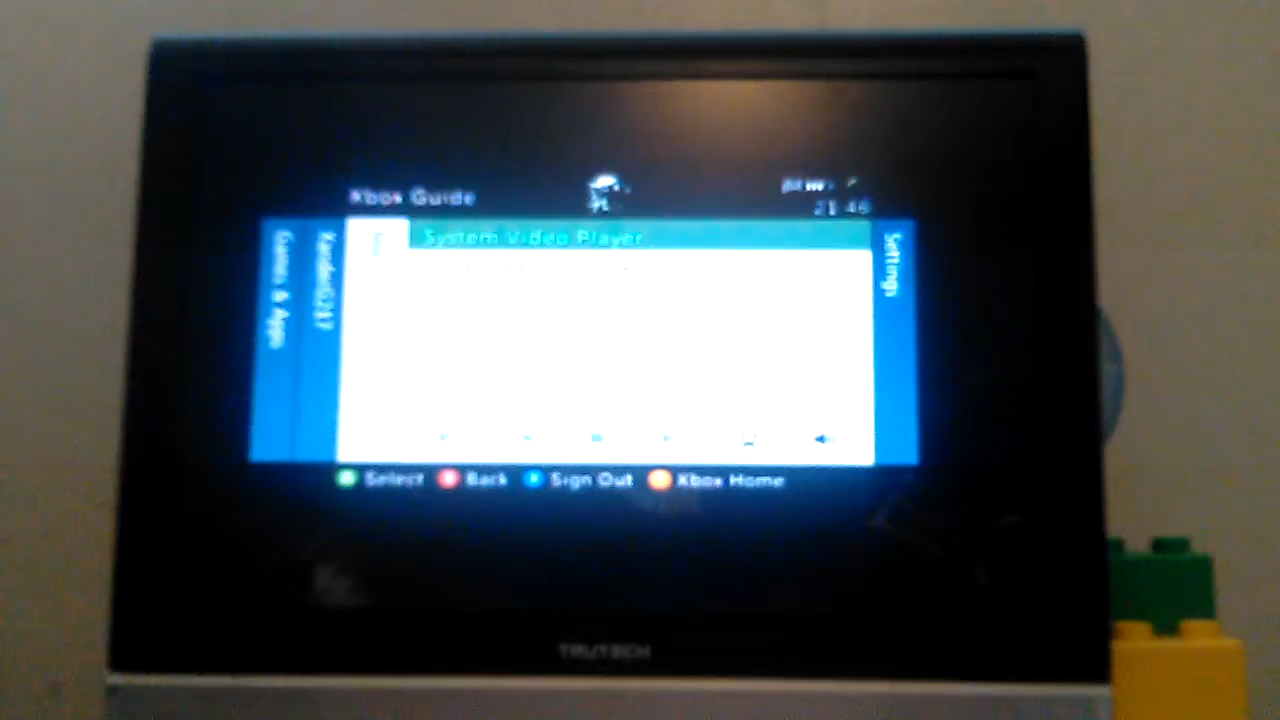 Xbox Guide
21:46
Games & Apps
System Video Player
Settings
Select
Back
Sign Out
Xbox Home
TRUTECH